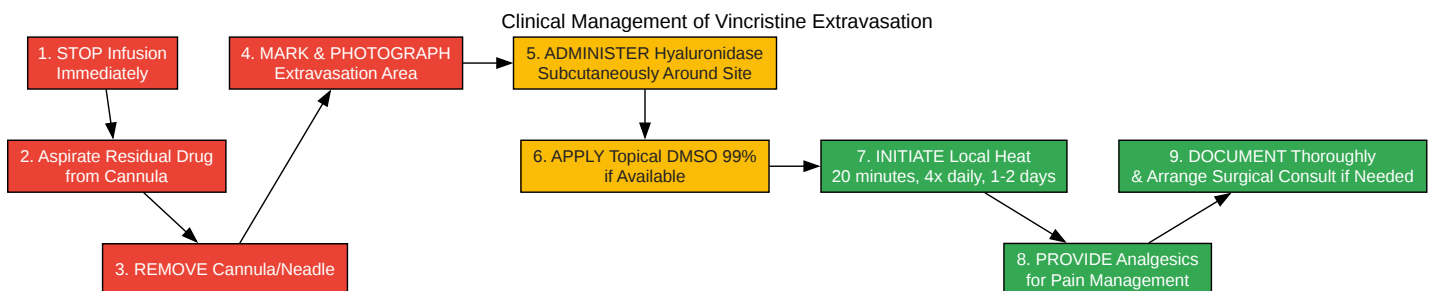 Clinical Management of Vincristine Extravasation
1. STOP Infusion
Immediately
2. Aspirate Residual Drug
from Cannula
3. REMOVE Cannula/Neadle
4. MARK & PHOTOGRAPH
Extravasation Area
5. ADMINISTER Hyaluronidase
Subcutaneously Around Site
6. APPLY Topical DMSO 99%
if Available
7. INITIATE Local Heat
20 minutes, 4x daily, 1-2 days
8. PROVIDE Analgesics
for Pain Management
9. DOCUMENT Thoroughly
& Arrange Surgical Consult if Needed